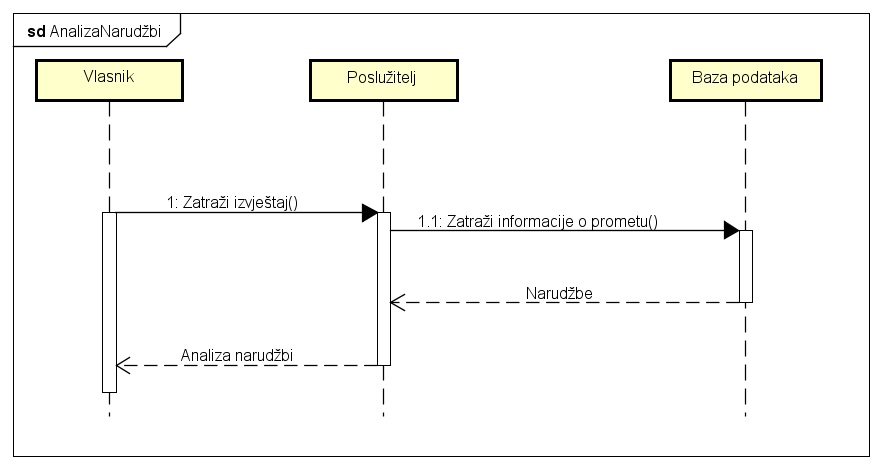 sd AnalizaNarudžbi
Vlasnik
Poslužitelj
Baza podataka
1: Zatraži izvještaj()
1.1: Zatraži informacije o prometu()
Narudžbe
Analiza narudžbi